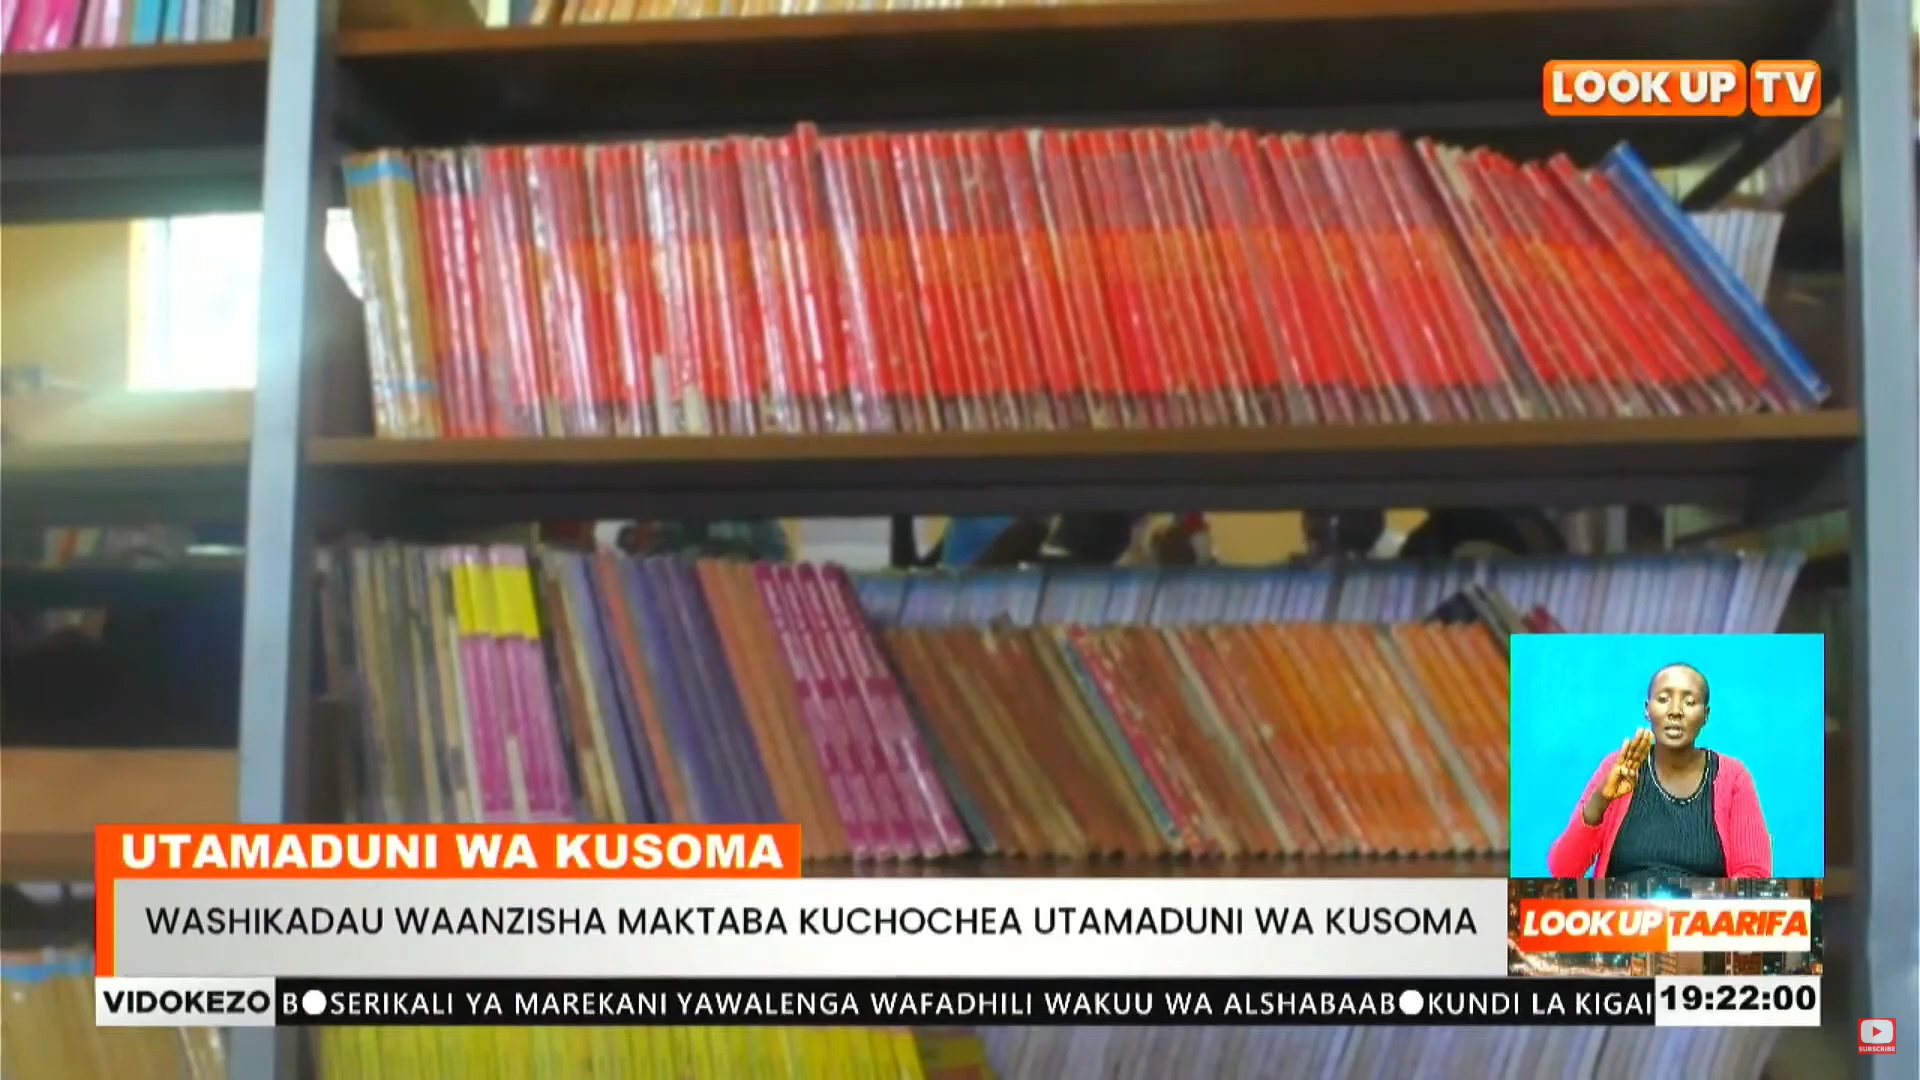 LOOK UP TV
UTAMADUNI WA KUSOMA
WASHIKADAU WAANZISHA MAKTABA KUCHOCHEA UTAMADUNI WA KUSOMA
LOOK UP TAARIFA
VIDOKEZO B●SERIKALI YA MAREKANI YAWALENGA WAFADHILI WAKUU WA ALSHABAAB●KUNDI LA KIGAI 19:22:00
SUBSCRIBE